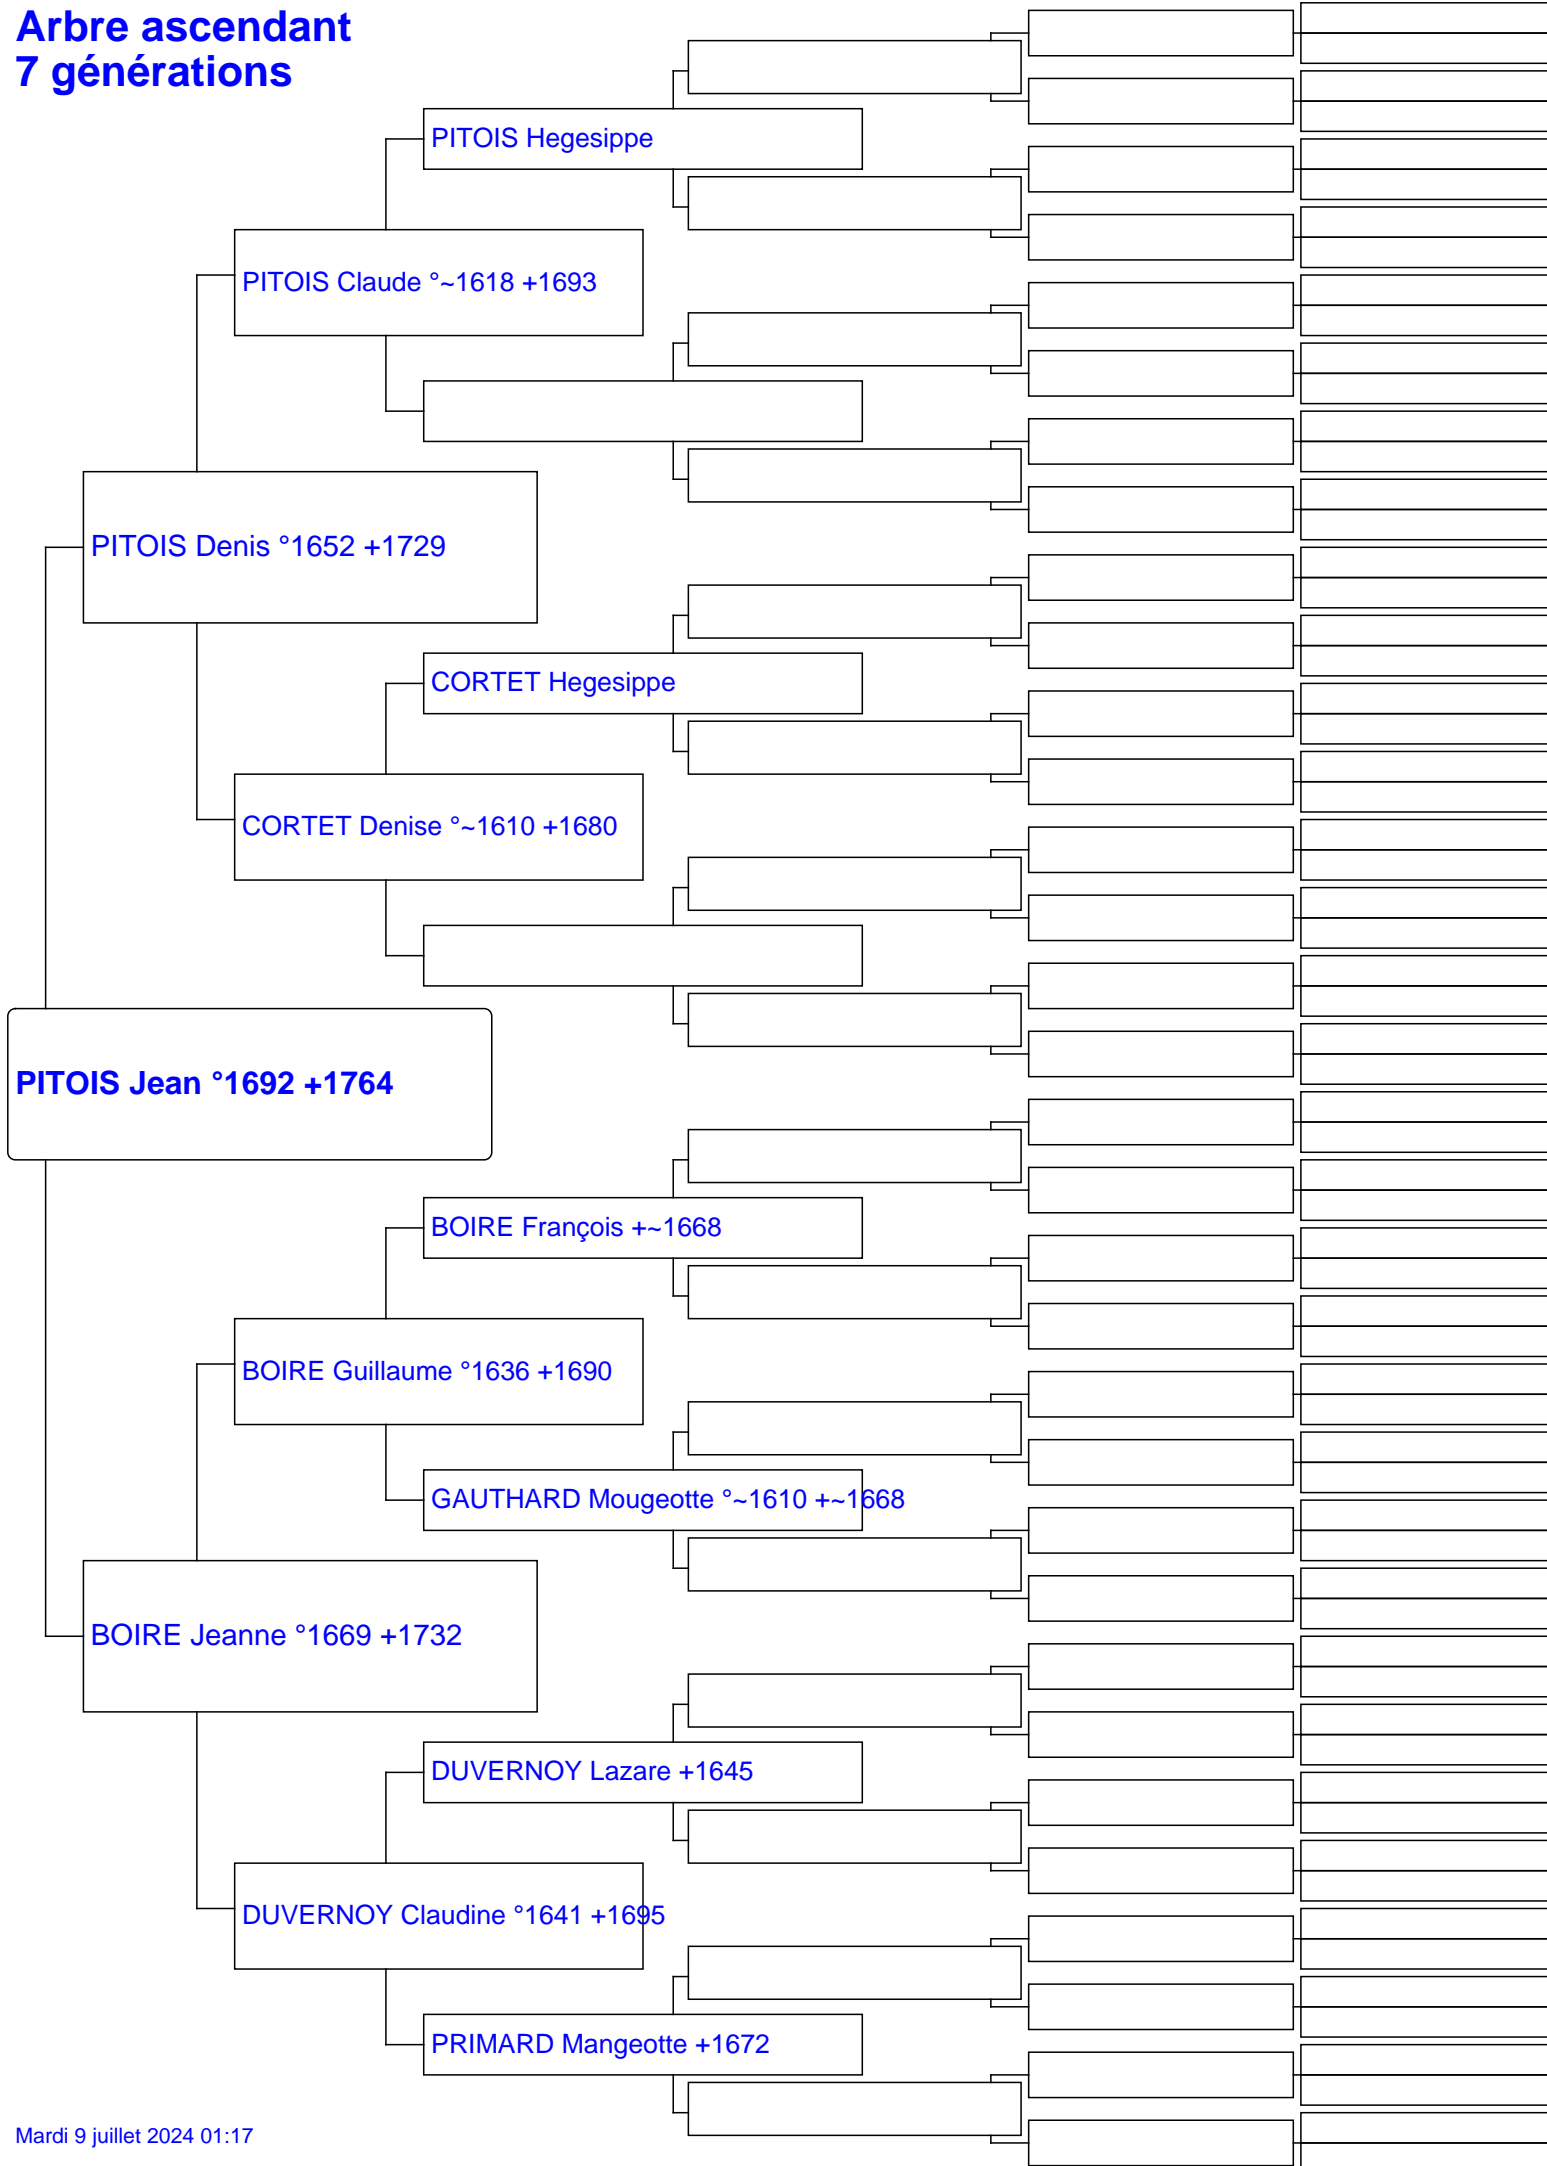 Arbre ascendant
7 générations
PITOIS Hegesippe
PITOIS Claude °~1618 +1693
PITOIS Denis °1652 +1729
CORTET Hegesippe
CORTET Denise °~1610 +1680
PITOIS Jean °1692 +1764
BOIRE François +~1668
BOIRE Guillaume °1636 +1690
GAUTHARD Mougeotte °~1610 +~1668
BOIRE Jeanne °1669 +1732
DUVERNOY Lazare +1645
DUVERNOY Claudine °1641 +1695
PRIMARD Mangeotte +1672
Mardi 9 juillet 2024 01:17